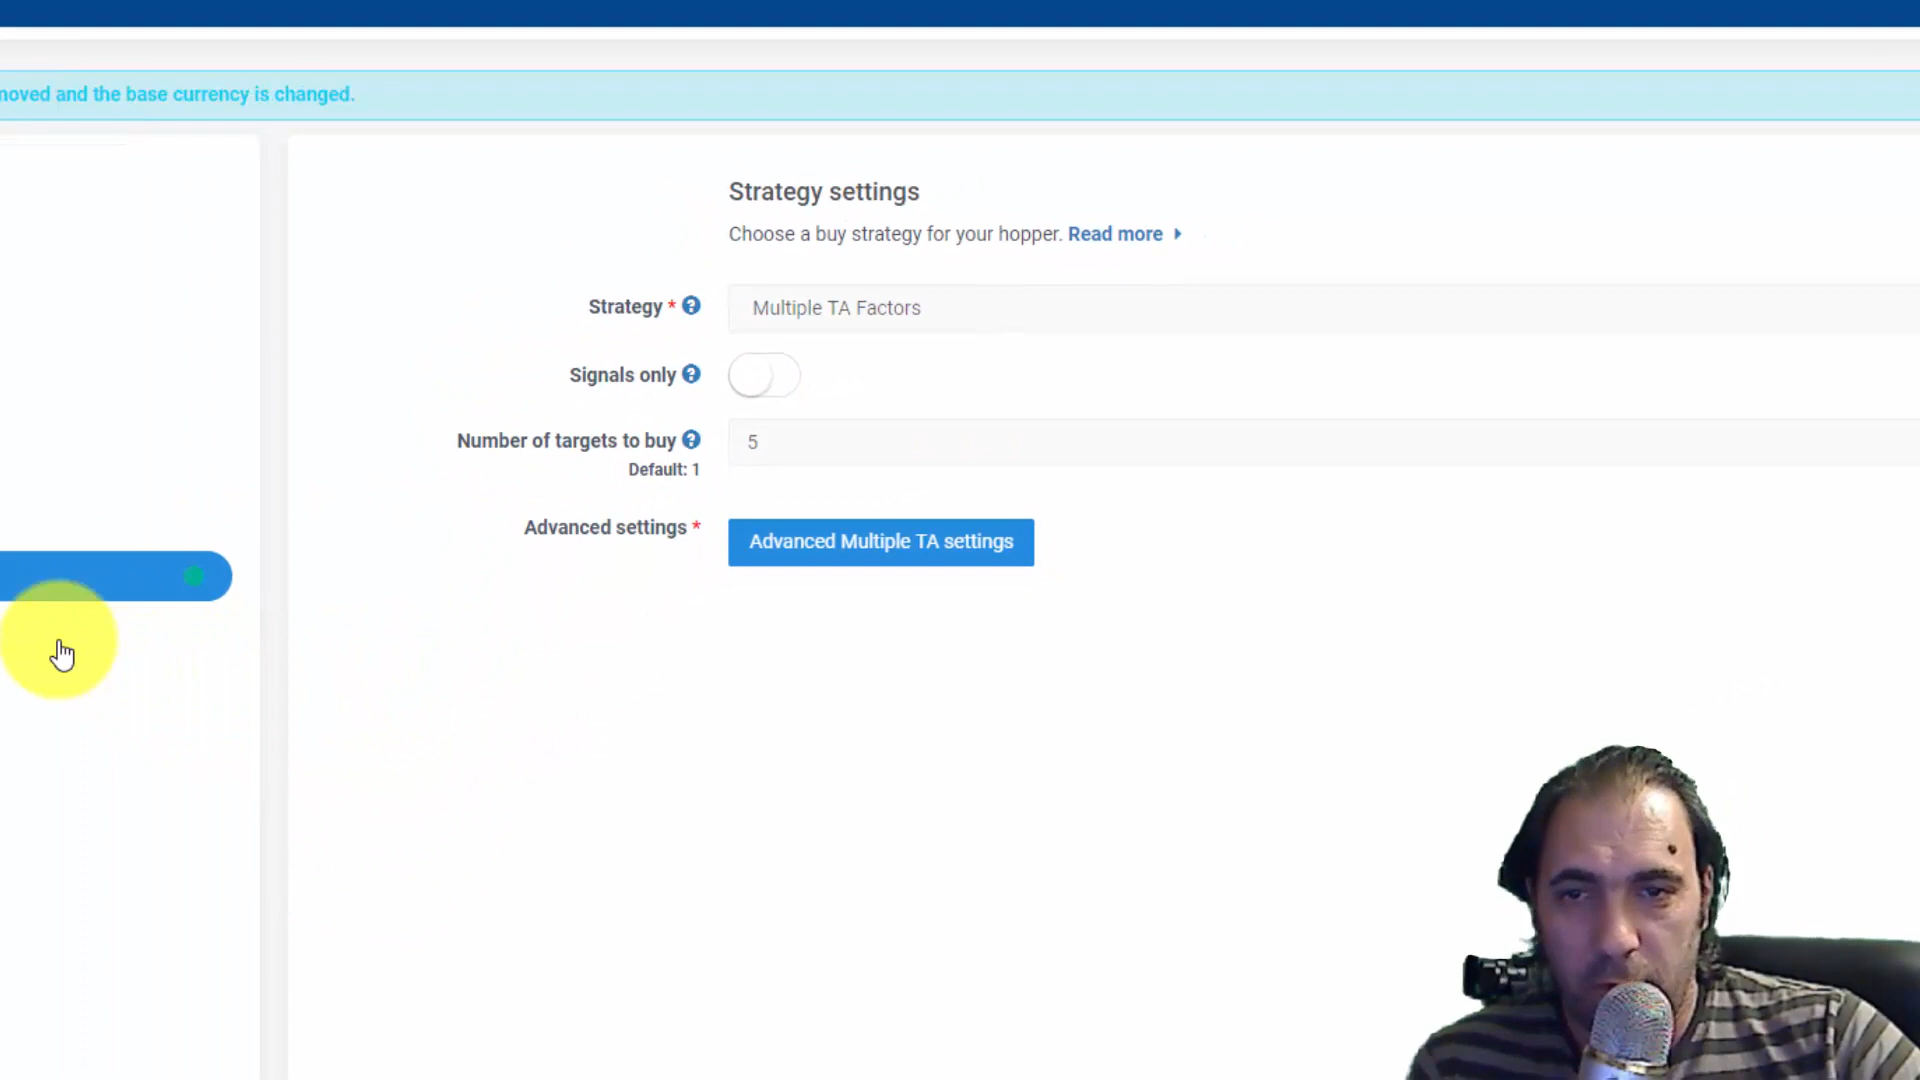 moved and the base currency is changed.
Strategy settings
Choose a buy strategy for your hopper. Read more
Strategy *
Multiple TA Factors
Signals only
Number of targets to buy
5
Default: 1
Advanced settings *
Advanced Multiple TA settings